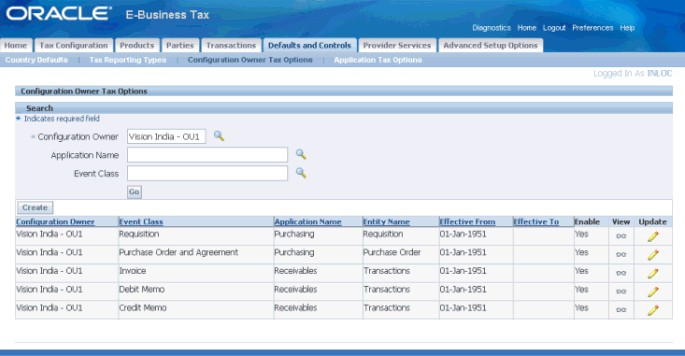 ORACLE E-Business Tax
Diagnostics Home Logout Preferences Help
Home Tax Configuration Products Parties Transactions Defaults and Controls Provider Services Advanced Setup Options
Country Defaults | Tax Reporting Types | Configuration Owner Tax Options | Application Tax Options
Logged In As INLOC
Configuration Owner Tax Options
Search
* Indicates required field
* Configuration Owner Vision India - OU1
Application Name
Event Class
Go
Create
Configuration Owner Event Class Application Name Entity Name Effective From Effective To Enable View Update
Vision India - OU1 Requisition Purchasing Requisition 01-Jan-1951 Yes
Vision India - OU1 Purchase Order and Agreement Purchasing Purchase Order 01-Jan-1951 Yes
Vision India - OU1 Invoice Receivables Transactions 01-Jan-1951 Yes
Vision India - OU1 Debit Memo Receivables Transactions 01-Jan-1951 Yes
Vision India - OU1 Credit Memo Receivables Transactions 01-Jan-1951 Yes